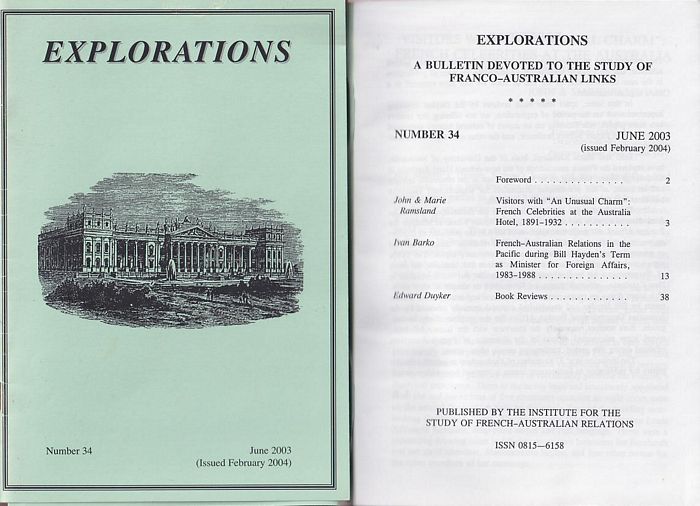 EXPLORATIONS
Number 34
June 2003
(Issued February 2004)
EXPLORATIONS
A BULLETIN DEVOTED TO THE STUDY OF
FRANCO–AUSTRALIAN LINKS
* * * * *
NUMBER 34
JUNE 2003
(issued February 2004)
Foreword . . . . . . . . . . . . . . . 2
John & Marie
Ramsland
Visitors with "An Unusual Charm":
French Celebrities at the Australia
Hotel, 1891–1932 . . . . . . . . . . . 3
Ivan Barko
French–Australian Relations in the
Pacific during Bill Hayden's Term
as Minister for Foreign Affairs,
1983–1988 . . . . . . . . . . . . . . . 13
Edward Duyker
Book Reviews . . . . . . . . . . . . . 38
PUBLISHED BY THE INSTITUTE FOR THE
STUDY OF FRENCH–AUSTRALIAN RELATIONS
ISSN 0815—6158